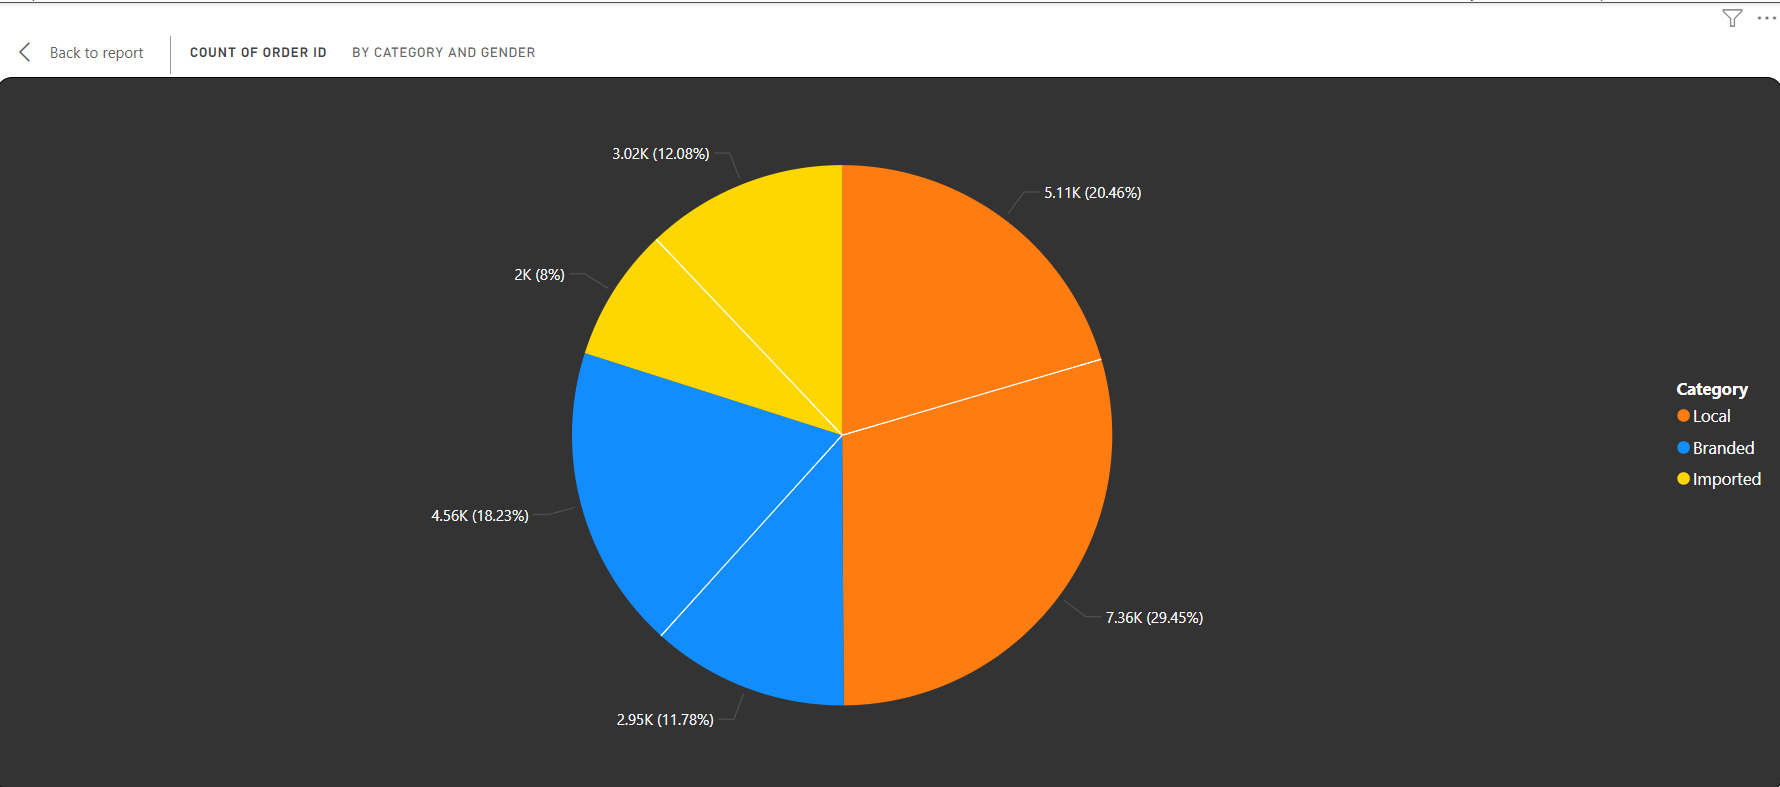 Back to report
COUNT OF ORDER ID BY CATEGORY AND GENDER
3.02K (12.08%)
5.11K (20.46%)
2K (8%)
4.56K (18.23%)
7.36K (29.45%)
2.95K (11.78%)
Category
Local
Branded
Imported